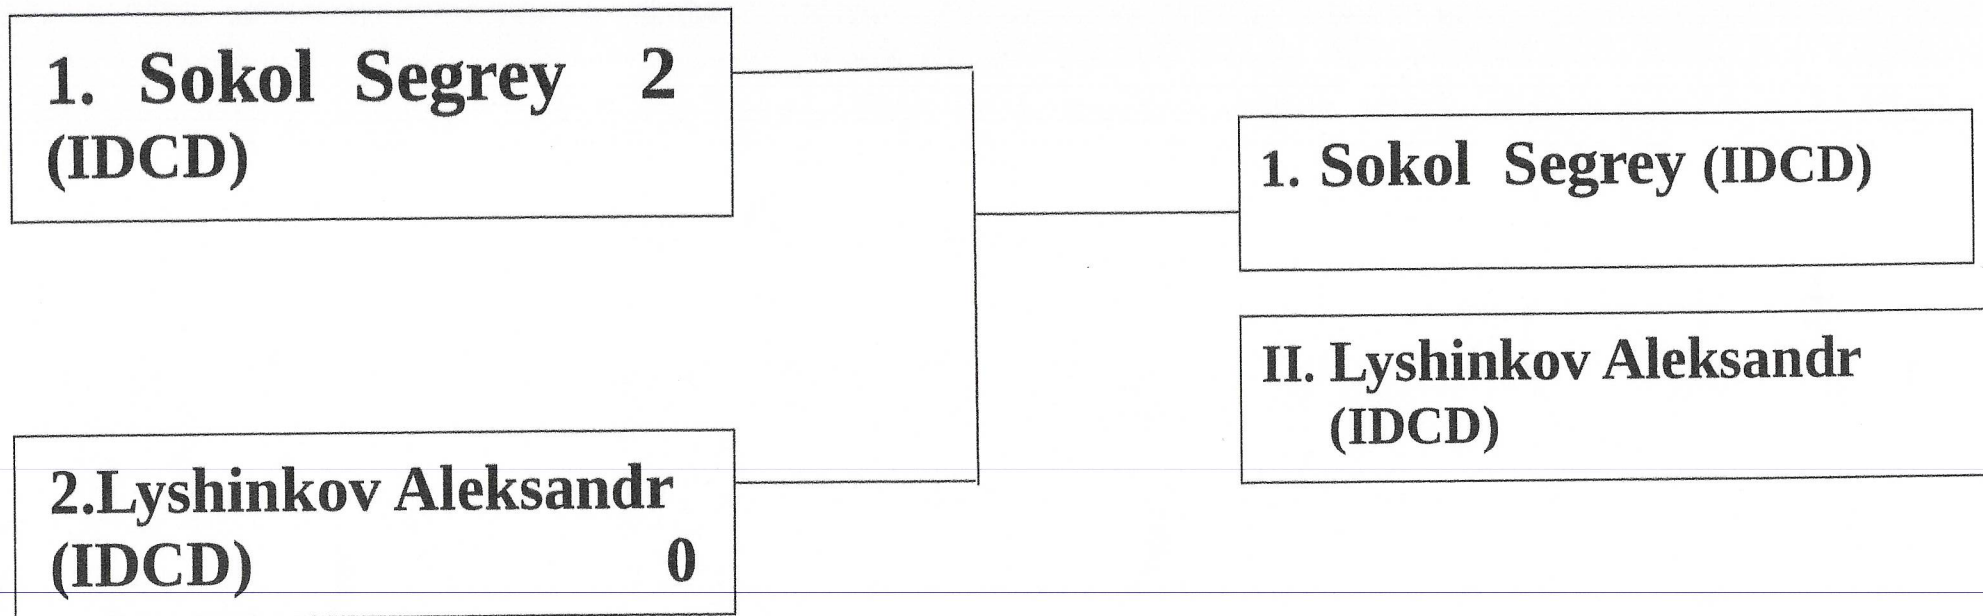 1. Sokol Segrey 2
(IDCD)
1. Sokol Segrey (IDCD)
II. Lyshinkov Aleksandr
(IDCD)
2.Lyshinkov Aleksandr
(IDCD) 0